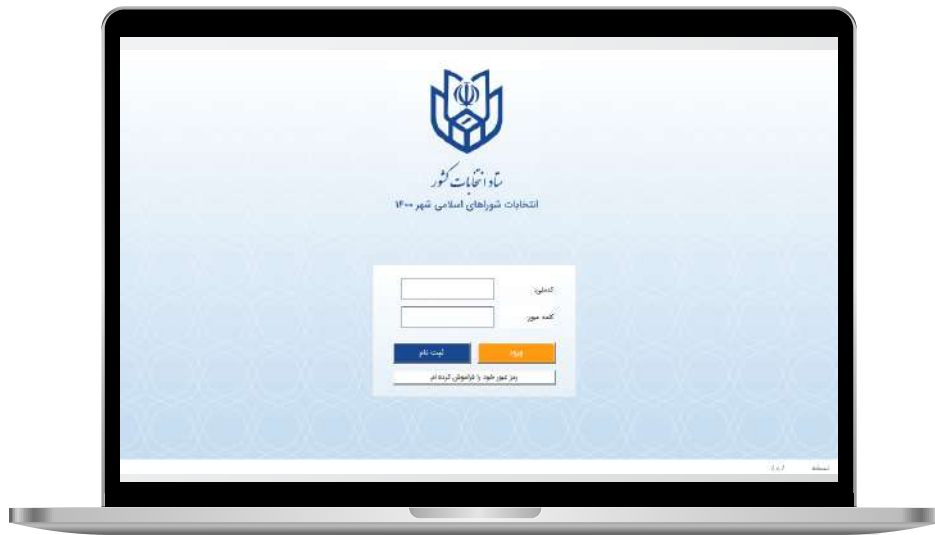 ستاد انتخابات کشور
انتخابات شوراهای اسلامی شهر ۱۴۰۰
کدملی:
کلمه عبور:
ورود ثبت نام
رمز عبور خود را فراموش کرده ام
نسخه